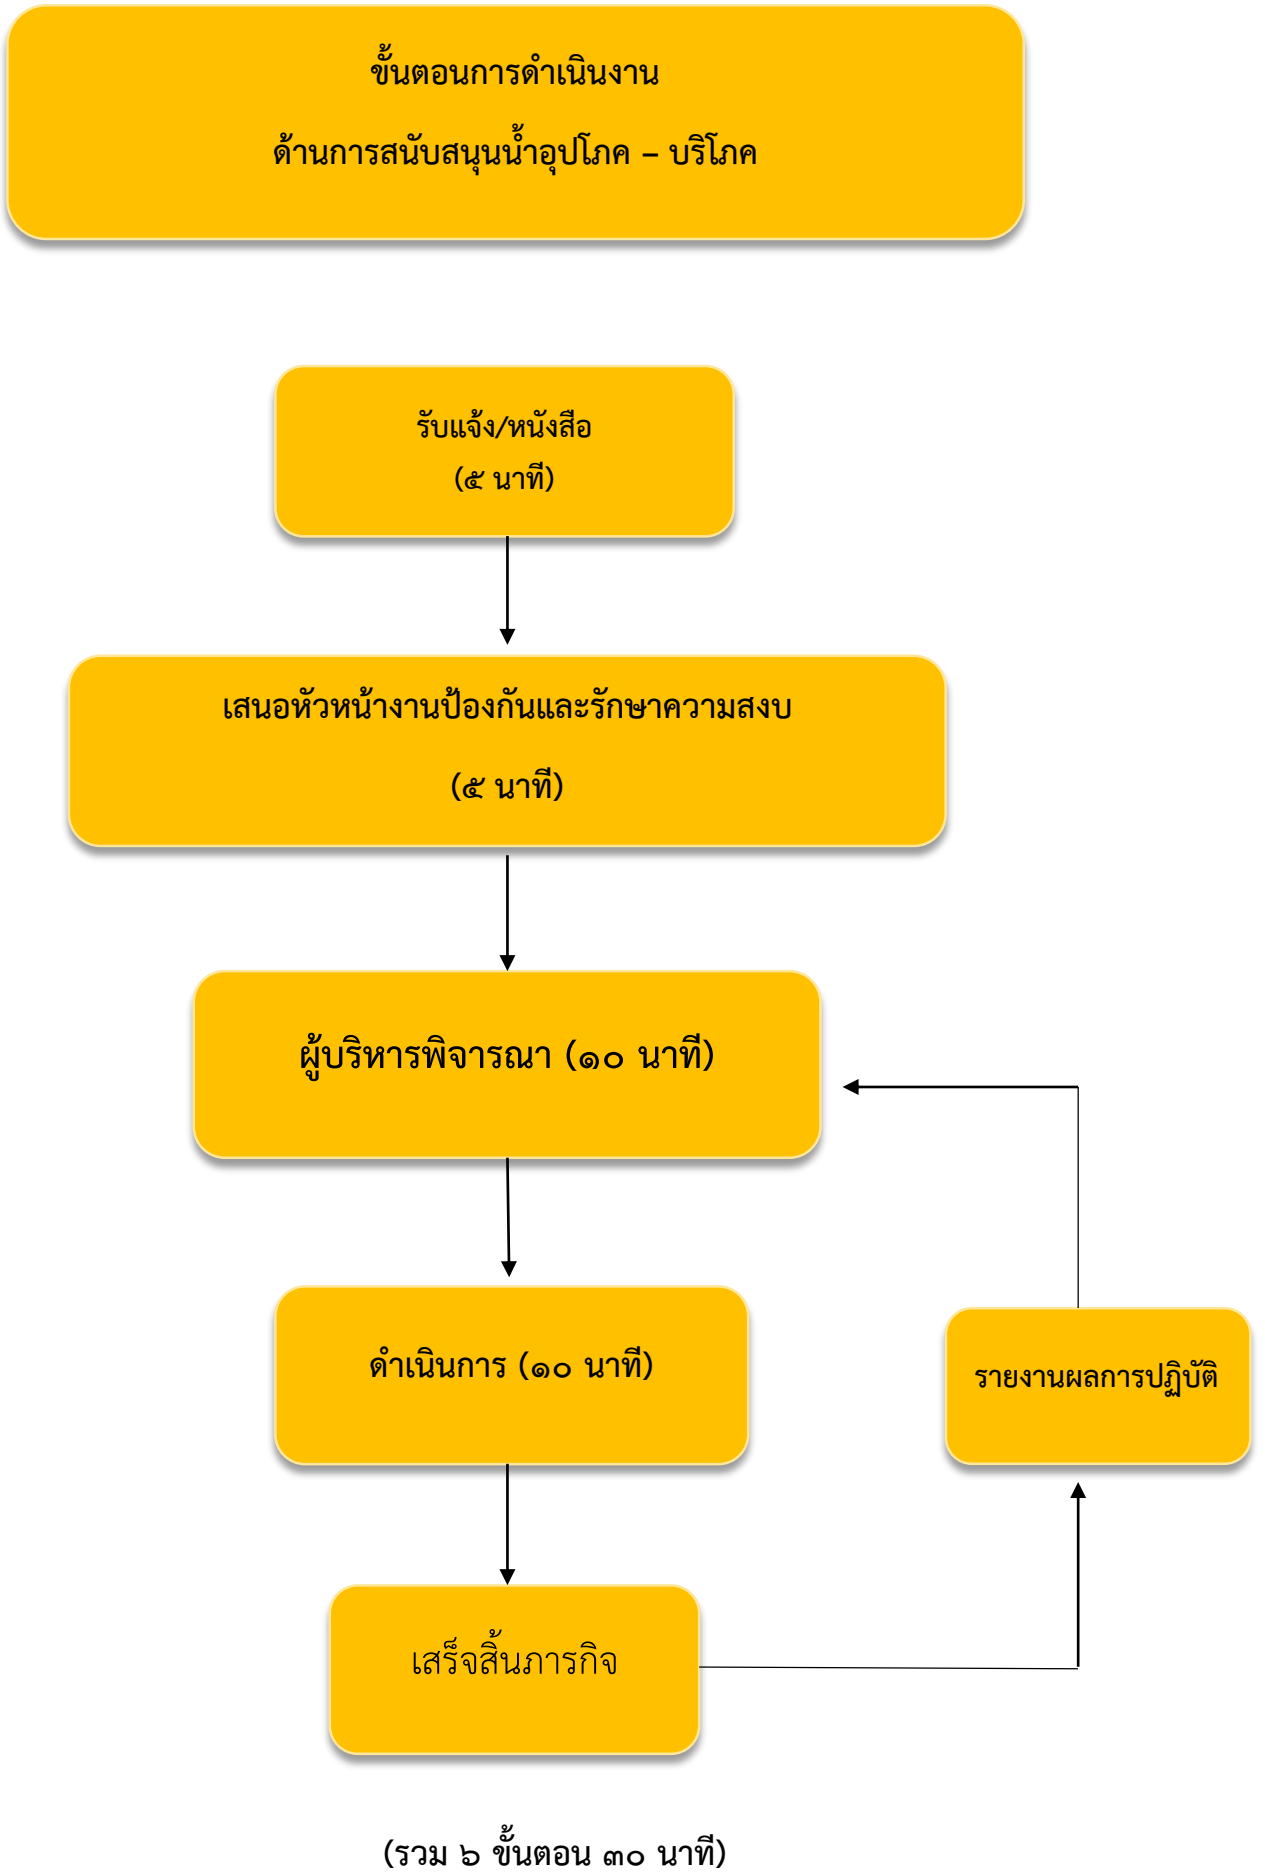 ขั้นตอนการดำเนินงาน
ด้านการสนับสนุนน้ำอุปโภค – บริโภค
รับแจ้ง/หนังสือ
(๕ นาที)
เสนอหัวหน้างานป้องกันและรักษาความสงบ
(๕ นาที)
ผู้บริหารพิจารณา (๑๐ นาที)
ดำเนินการ (๑๐ นาที)
รายงานผลการปฏิบัติ
เสร็จสิ้นภารกิจ
(รวม ๖ ขั้นตอน ๓๐ นาที)